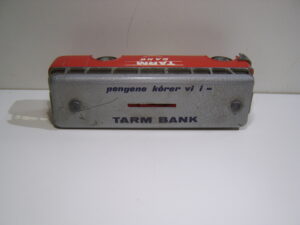 TARM
BANK
pengene kører vi i -
TARM BANK